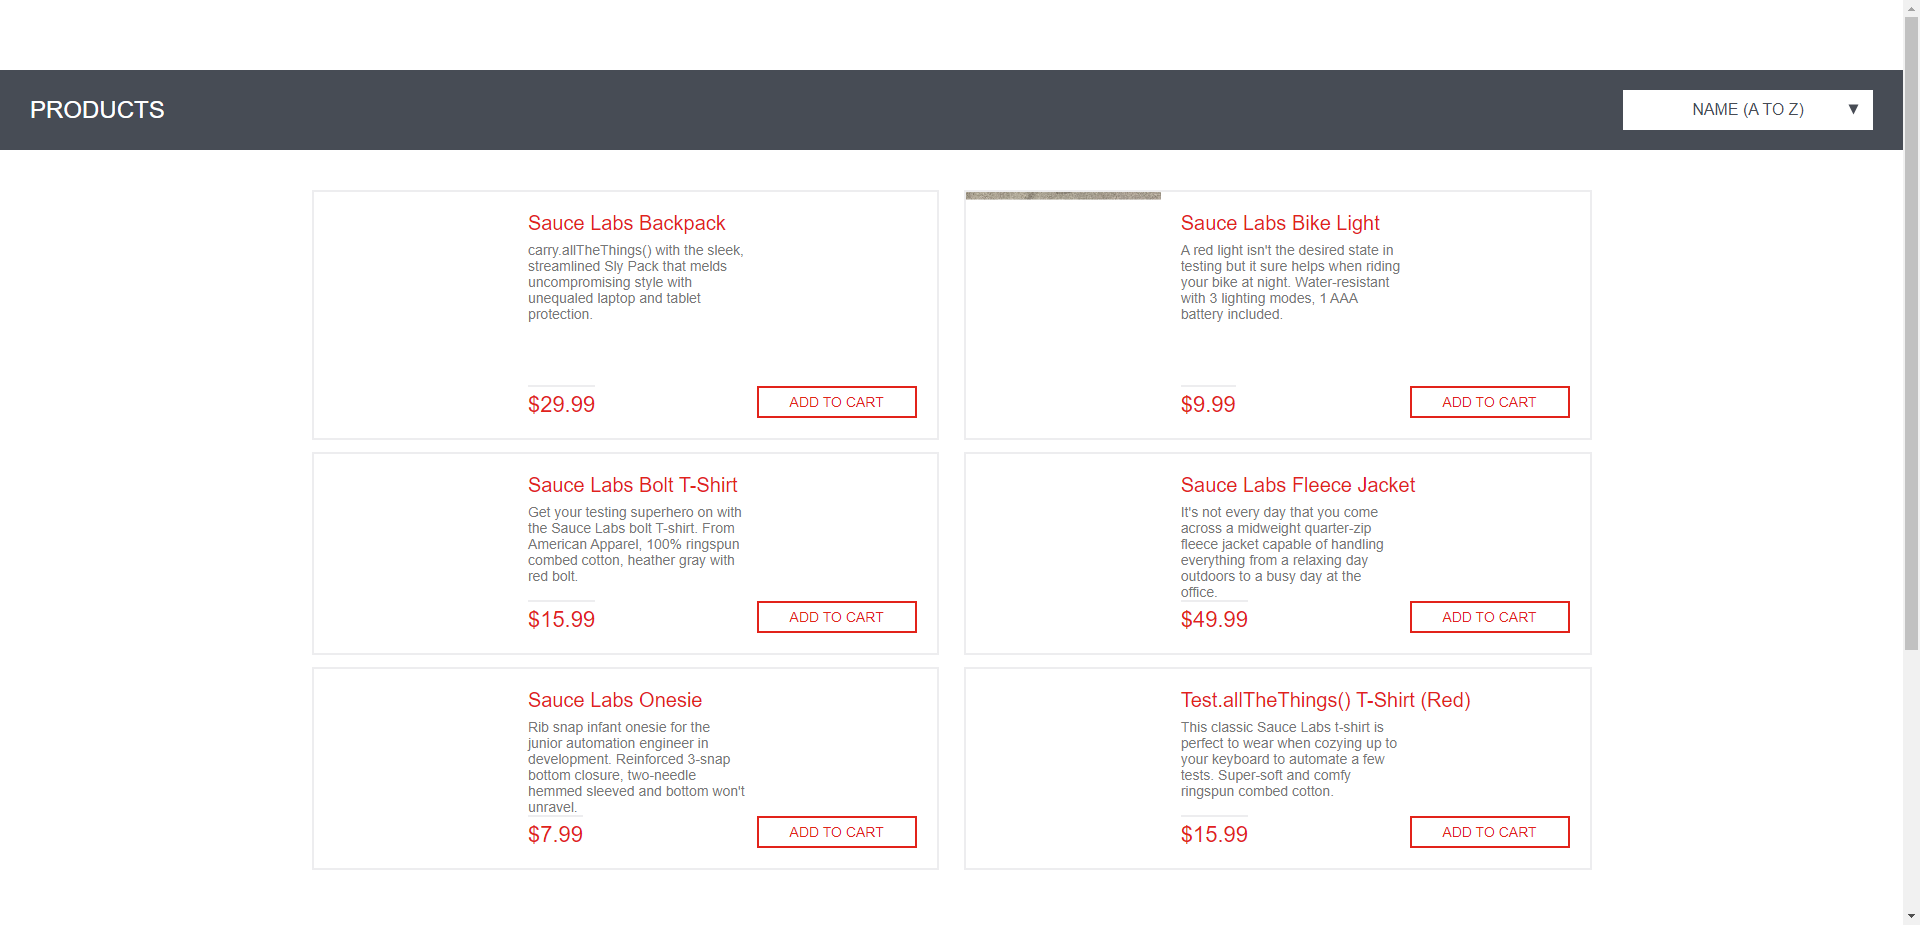 PRODUCTS
NAME (A TO Z)
Sauce Labs Backpack
carry.allTheThings() with the sleek,
streamlined Sly Pack that melds
uncompromising style with
unequaled laptop and tablet
protection.
$29.99
ADD TO CART
Sauce Labs Bike Light
A red light isn't the desired state in
testing but it sure helps when riding
your bike at night. Water-resistant
with 3 lighting modes, 1 AAA
battery included.
$9.99
ADD TO CART
Sauce Labs Bolt T-Shirt
Get your testing superhero on with
the Sauce Labs bolt T-shirt. From
American Apparel, 100% ringspun
combed cotton, heather gray with
red bolt.
$15.99
ADD TO CART
Sauce Labs Fleece Jacket
It's not every day that you come
across a midweight quarter-zip
fleece jacket capable of handling
everything from a relaxing day
outdoors to a busy day at the
office.
$49.99
ADD TO CART
Sauce Labs Onesie
Rib snap infant onesie for the
junior automation engineer in
development. Reinforced 3-snap
bottom closure, two-needle
hemmed sleeved and bottom won't
unravel.
$7.99
ADD TO CART
Test.allTheThings() T-Shirt (Red)
This classic Sauce Labs t-shirt is
perfect to wear when cozying up to
your keyboard to automate a few
tests. Super-soft and comfy
ringspun combed cotton.
$15.99
ADD TO CART